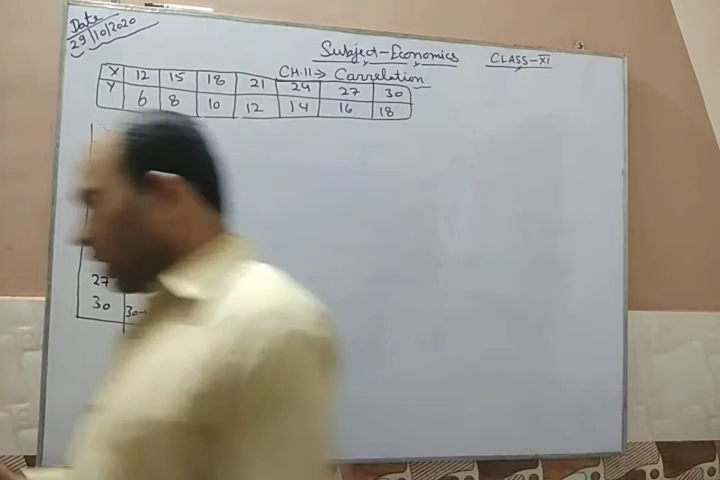 Date
29/10/2020
Subject-Economics CLASS-XI
CH.11→ Carrelation
X 12 15 18 21 24 27 30
Y 6 8 10 12 14 16 18
27
30 30-